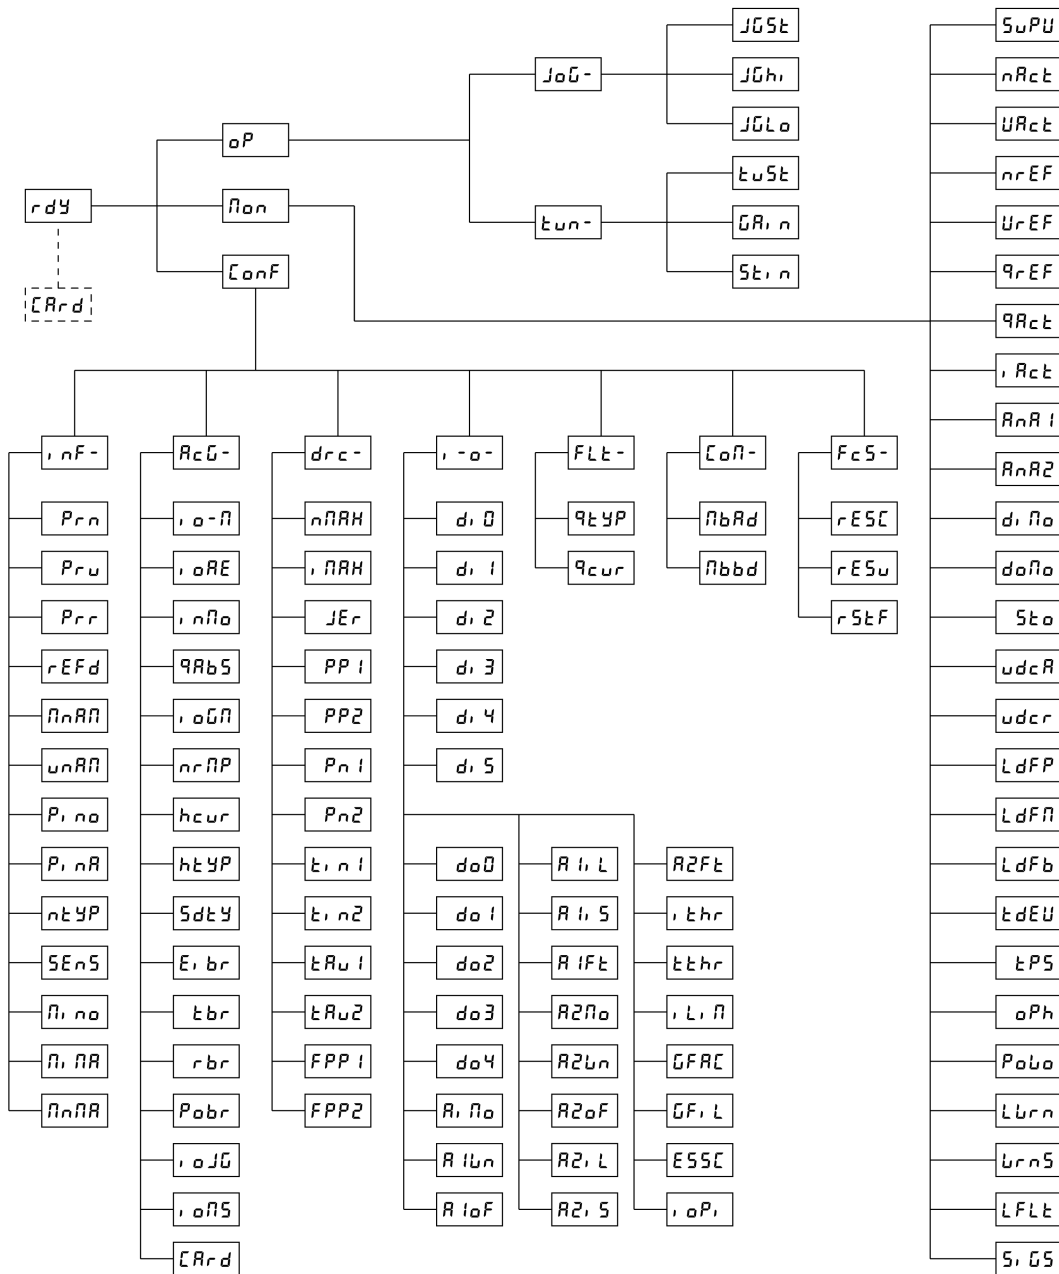 rdY
CArd
oP
Mon
ConF
JoG-
tun-
JGSt
JGhi
JGLo
tuSt
GAin
Stin
SuPV
nAct
VAct
nrEF
VrEF
qrEF
qAct
iAct
AnA1
AnA2
diMo
doMo
Sto
udcA
udcr
LdFP
LdFM
LdFb
tdEV
tPS
oPh
PoWo
LWrn
WrnS
LFLt
SiGS
inF-
Prn
Pru
Prr
rEFd
MnAM
unAM
Pino
PinA
ntYP
SEnS
Mino
MiMA
MnMA
AcG-
io-M
ioAE
inMo
qAbS
ioGM
nrMP
hcur
htYP
SdtY
Eibr
tbr
rbr
Pobr
ioJG
ioMS
CArd
drc-
nMAX
iMAX
JEr
PP1
PP2
Pn1
Pn2
tin1
tin2
tAu1
tAu2
FPP1
FPP2
i-o-
di0
di1
di2
di3
di4
di5
do0
do1
do2
do3
do4
AiMo
A1Wn
A1oF
A1iL
A1iS
A1Ft
A2Mo
A2Wn
A2oF
A2iL
A2iS
A2Ft
ithr
tthr
iLiM
GFAC
GFiL
ESSC
ioPi
FLt-
qtYP
qcur
CoM-
MbAd
Mbbd
FcS-
rESC
rESu
rStF